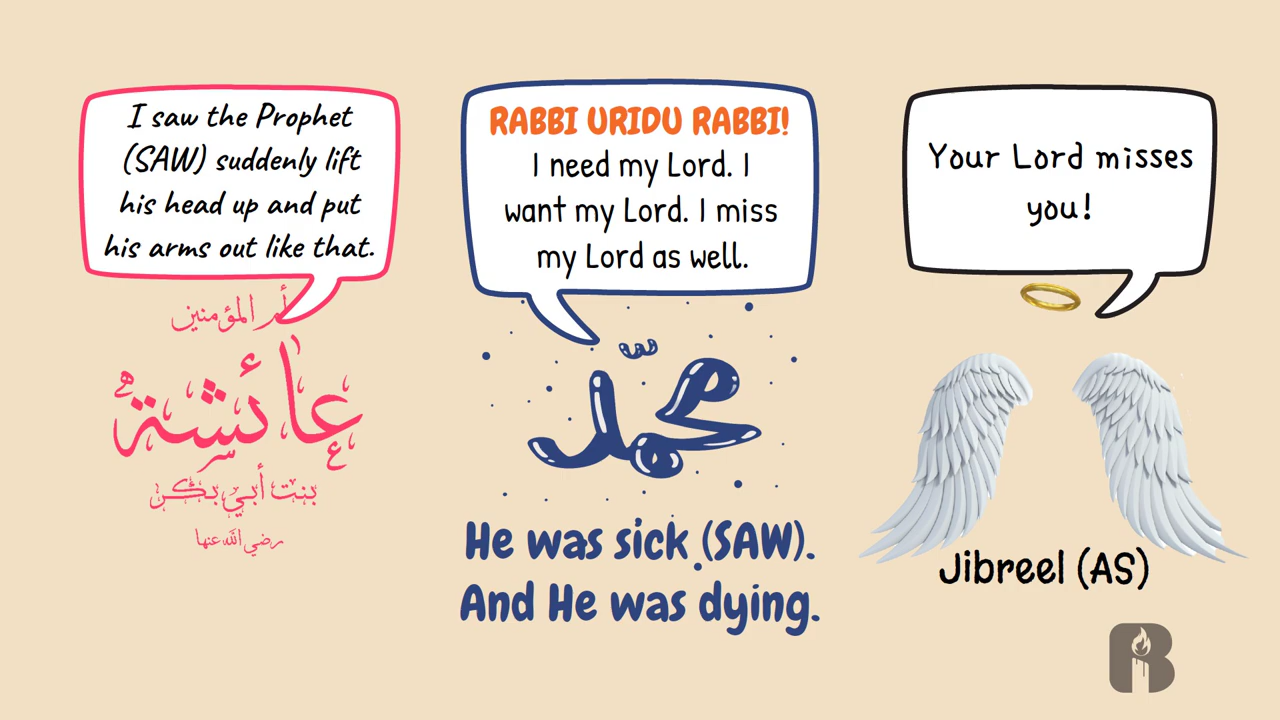 I saw the Prophet
(SAW) suddenly lift
his head up and put
his arms out like that.
أم المؤمنين
عائشة
بنت أبي بكر
رضي الله عنها
RABBI URIDU RABBI!
I need my Lord. I
want my Lord. I miss
my Lord as well.
محمد
He was sick (SAW).
And He was dying.
Your Lord misses
you!
Jibreel (AS)
B